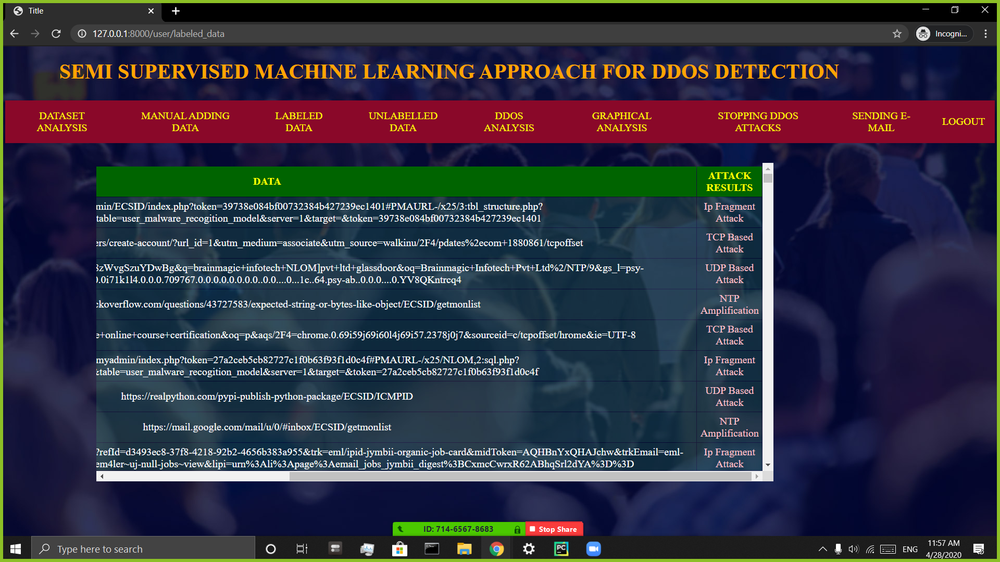 Title
127.0.0.1:8000/user/labeled_data
Incogni...
SEMI SUPERVISED MACHINE LEARNING APPROACH FOR DDOS DETECTION
DATASET ANALYSIS
MANUAL ADDING DATA
LABELED DATA
UNLABELLED DATA
DDOS ANALYSIS
GRAPHICAL ANALYSIS
STOPPING DDOS ATTACKS
SENDING E-MAIL
LOGOUT
DATA
ATTACK RESULTS
min/ECSID/index.php?token=39738e084bf00732384b427239ec1401#PMAURL-/x25/3:tbl_structure.php?
table=user_malware_recogition_model&server=1&target=&token=39738e084bf00732384b427239ec1401
Ip Fragment Attack
ers/create-account/?url_id=1&utm_medium=associate&utm_source=walkinu/2F4/pdates%2ecom+1880861/tcpoffset
TCP Based Attack
8zWvgSzuYDwBg&q=brainmagic+infotech+NLOM]pvt+ltd+glassdoor&oq=Brainmagic+Infotech+Pvt+Ltd%2/NTP/9&gs_l=psy-
).0i71k1l4.0.0.0.709767.0.0.0.0.0.0.0.0..0.0....0...1c..64.psy-ab..0.0.0....0.YV8QKntrcq4
UDP Based Attack
ckoverflow.com/questions/43727583/expected-string-or-bytes-like-object/ECSID/getmonlist
NTP Amplification
e+online+course+certification&oq=p&aqs/2F4=chrome.0.69i59j69i60l4j69i57.2378j0j7&sourceid=c/tcpoffset/hrome&ie=UTF-8
TCP Based Attack
myadmin/index.php?token=27a2ceb5cb82727c1f0b63f93f1d0c4f#PMAURL-/x25/NLOM,2:sql.php?
&table=user_malware_recogition_model&server=1&target=&token=27a2ceb5cb82727c1f0b63f93f1d0c4f
Ip Fragment Attack
https://realpython.com/pypi-publish-python-package/ECSID/ICMPID
UDP Based Attack
https://mail.google.com/mail/u/0/#inbox/ECSID/getmonlist
NTP Amplification
?refId=d3493ec8-37f8-4218-92b2-4656b383a955&trk=eml/ipid-jymbii-organic-job-card&midToken=AQHBnYxQHAJchw&trkEmail=eml-
em4ler~uj-null-jobs~view&lipi=urn%3Ali%3Apage%3Aemail_jobs_jymbii_digest%3BCxmcCwrxR62ABhqSrl2dYA%3D%3D
Ip Fragment Attack
ID: 714-6567-8683
Stop Share
Type here to search
PC
ENG
11:57 AM
4/28/2020